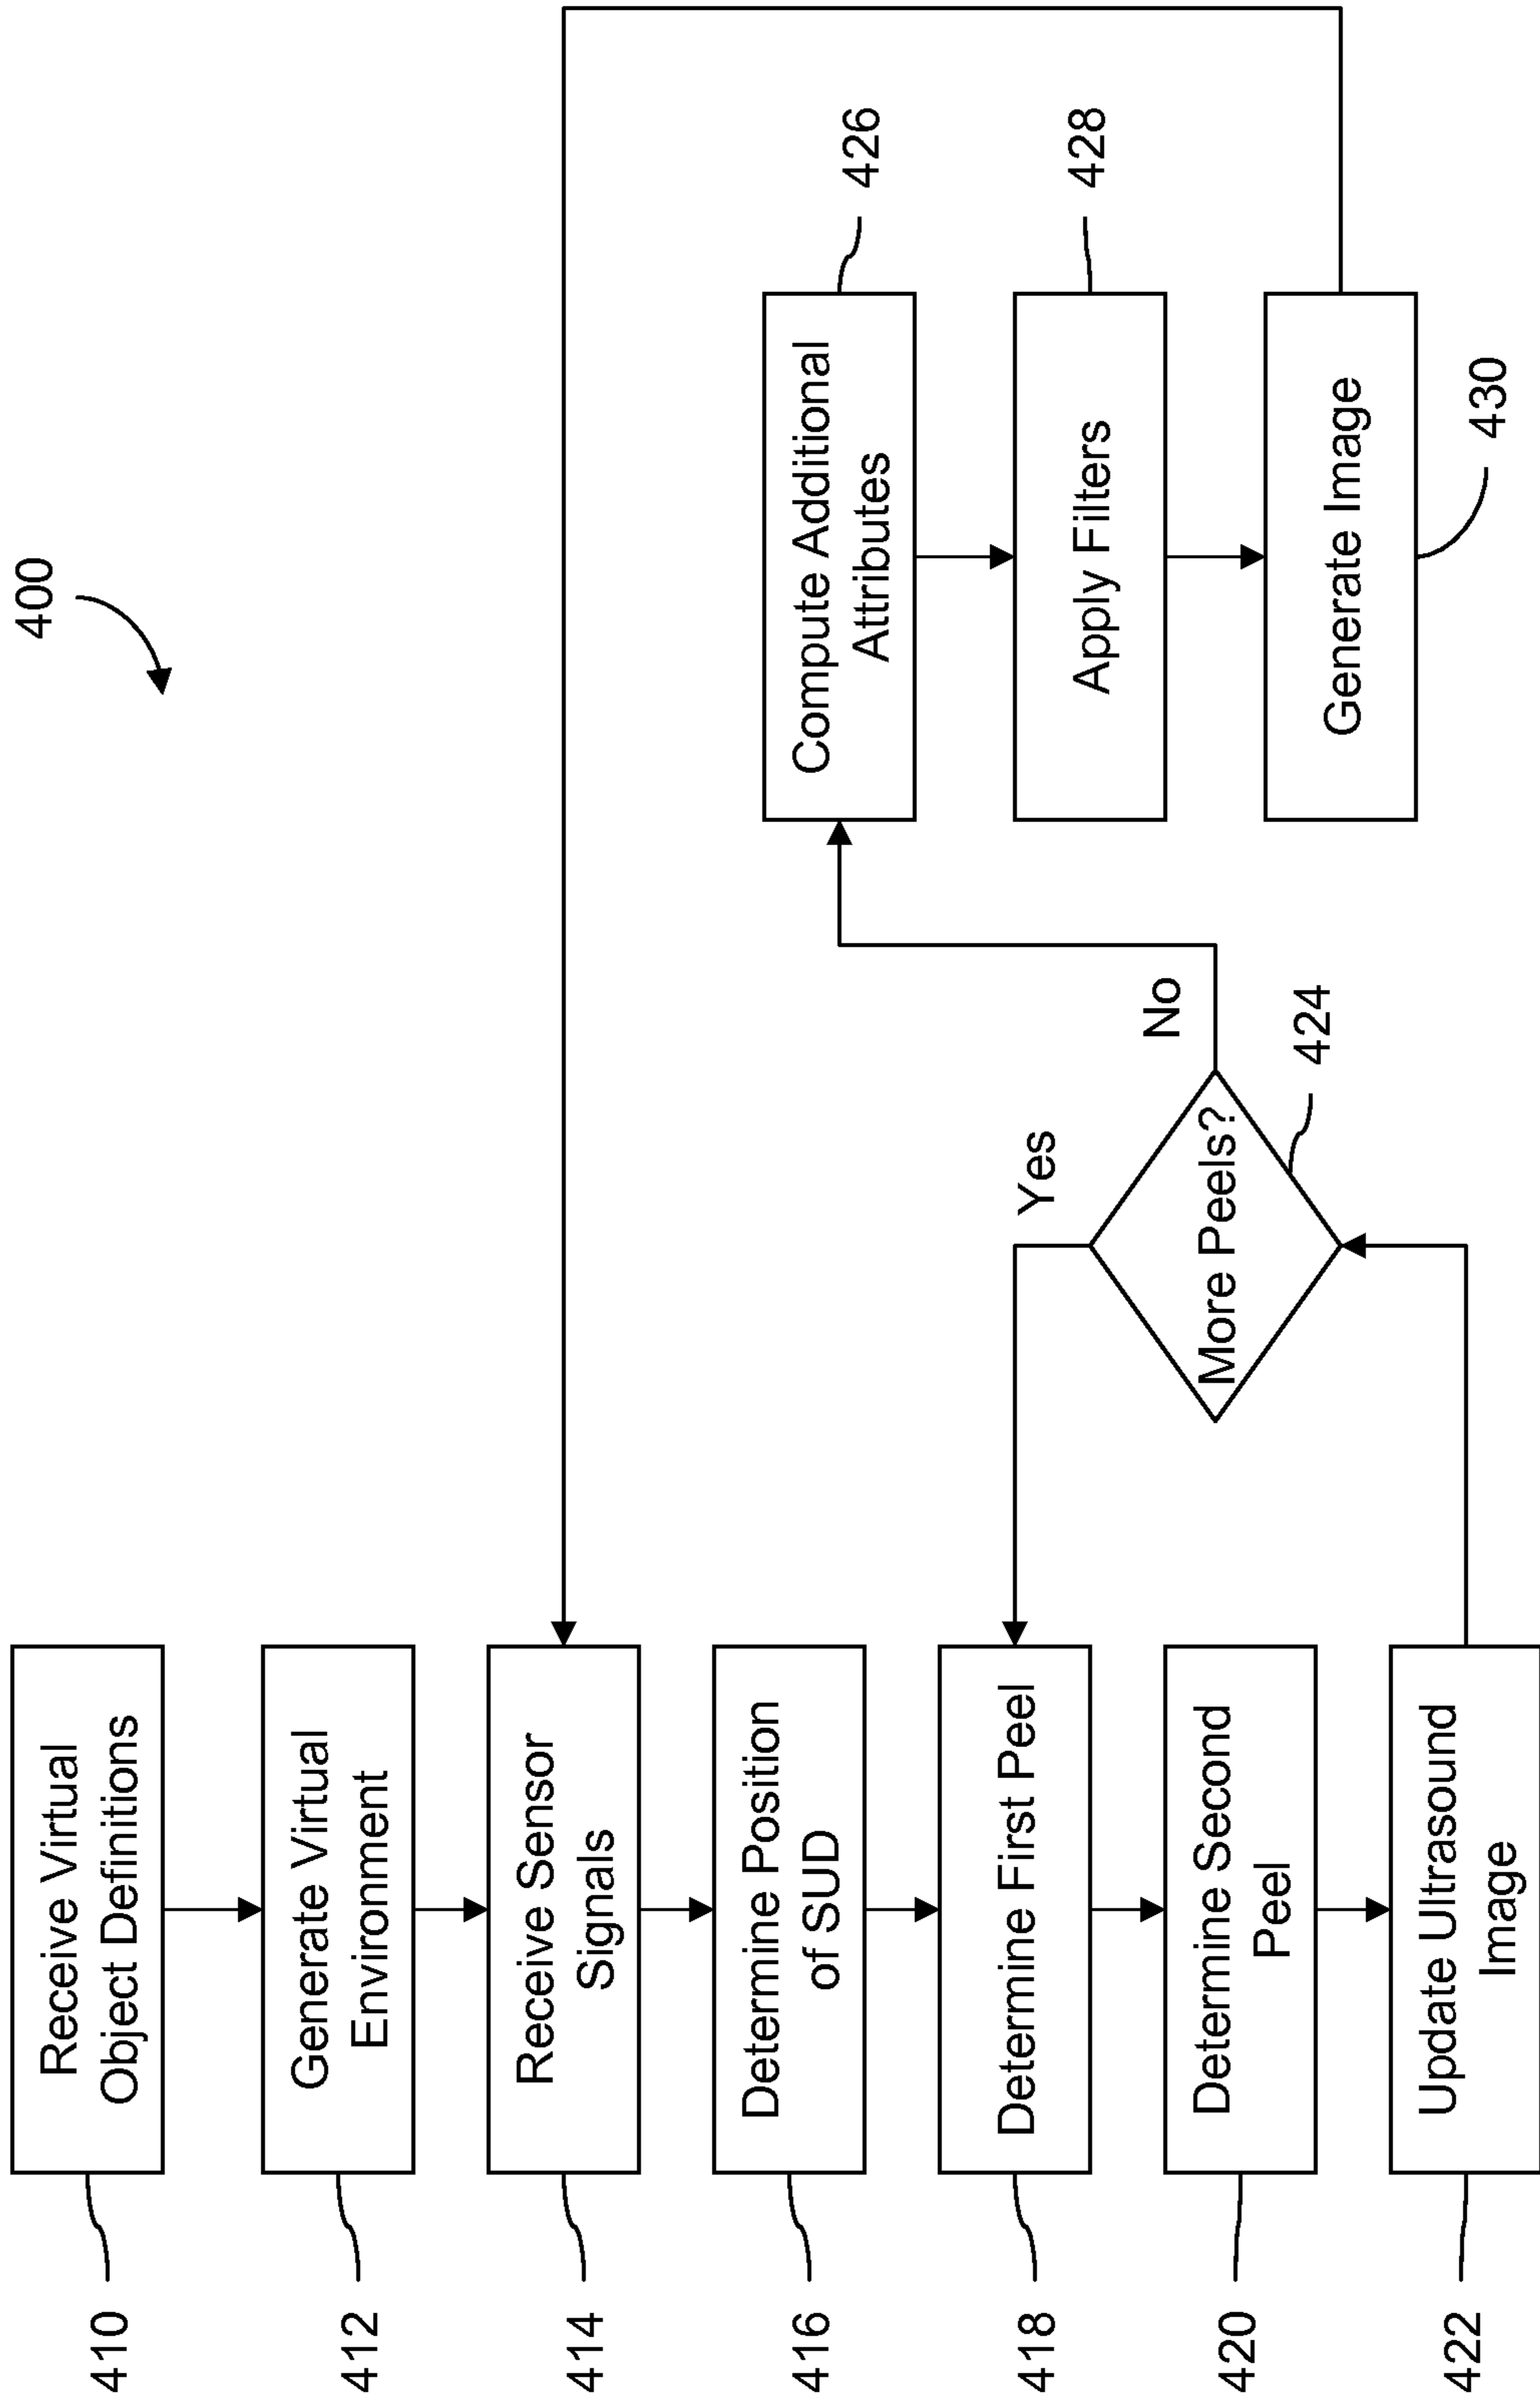 400
410
Receive Virtual
Object Definitions
412
Generate Virtual
Environment
414
Receive Sensor
Signals
416
Determine Position
of SUD
418
Determine First Peel
420
Determine Second
Peel
422
Update Ultrasound
Image
More Peels?
424
Yes
No
Compute Additional
Attributes
426
Apply Filters
428
Generate Image
430